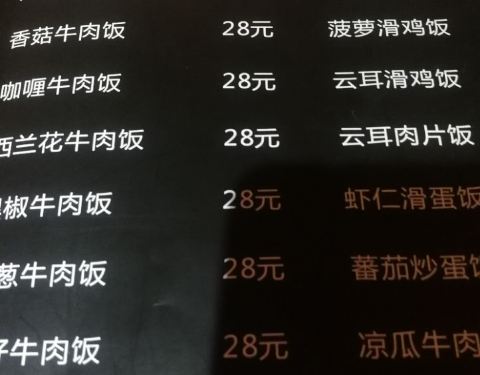 香菇牛肉饭 28元 菠萝滑鸡饭
咖喱牛肉饭 28元 云耳滑鸡饭
西兰花牛肉饭 28元 云耳肉片饭
椒牛肉饭 28元 虾仁滑蛋饭
葱牛肉饭 28元 蕃茄炒蛋饭
牛肉饭 28元 凉瓜牛肉